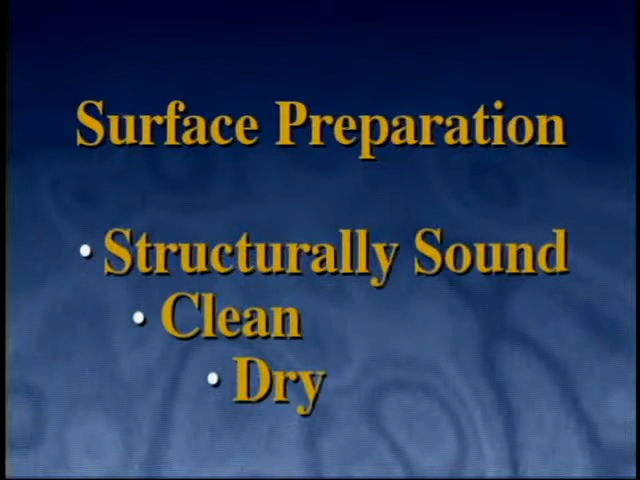 Surface Preparation
• Structurally Sound
• Clean
• Dry